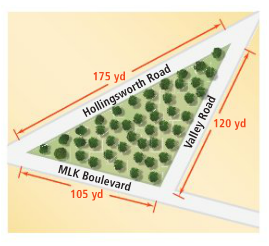 175 yd
Hollingsworth Road
Valley Road
120 yd
MLK Boulevard
105 yd